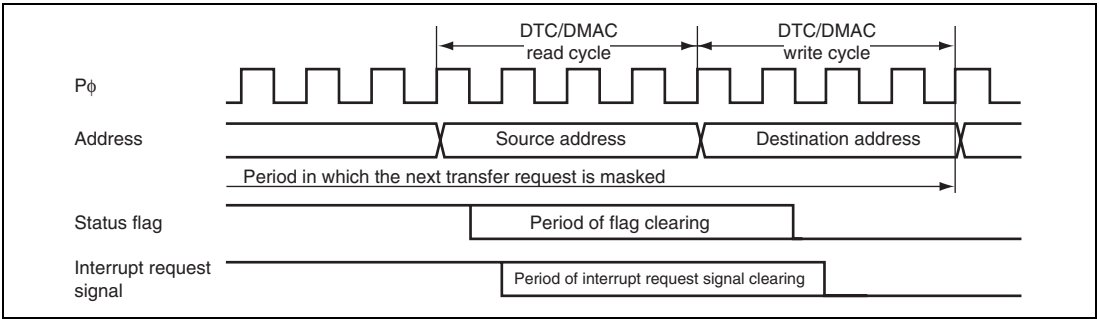 DTC/DMAC
read cycle
DTC/DMAC
write cycle
Pϕ
Address
Source address
Destination address
Period in which the next transfer request is masked
Status flag
Period of flag clearing
Interrupt request
signal
Period of interrupt request signal clearing